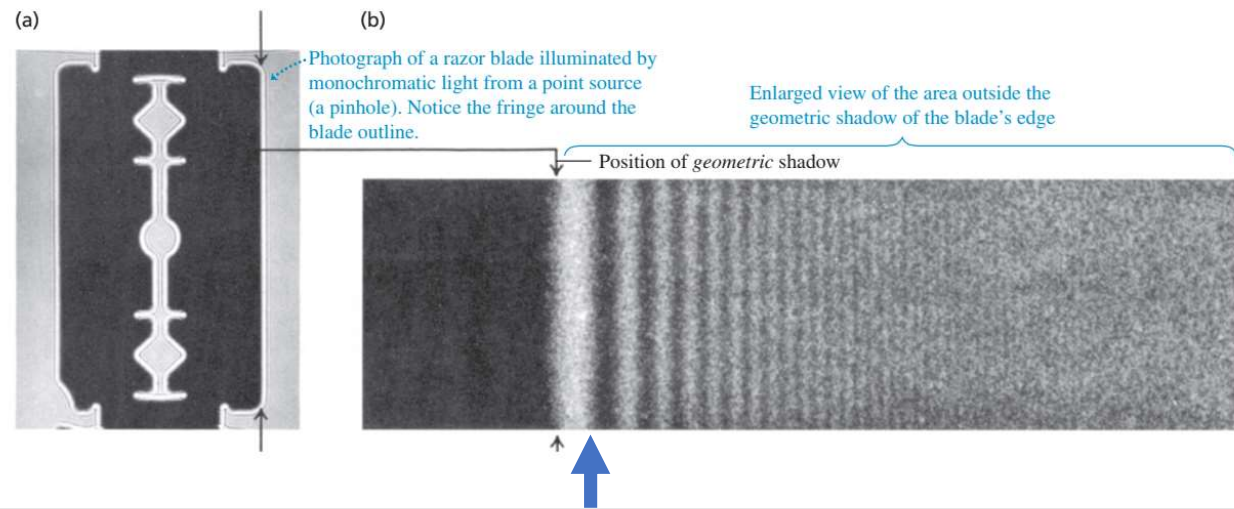 (a)
Photograph of a razor blade illuminated by
monochromatic light from a point source
(a pinhole). Notice the fringe around the
blade outline.
(b)
Enlarged view of the area outside the
geometric shadow of the blade's edge
Position of geometric shadow